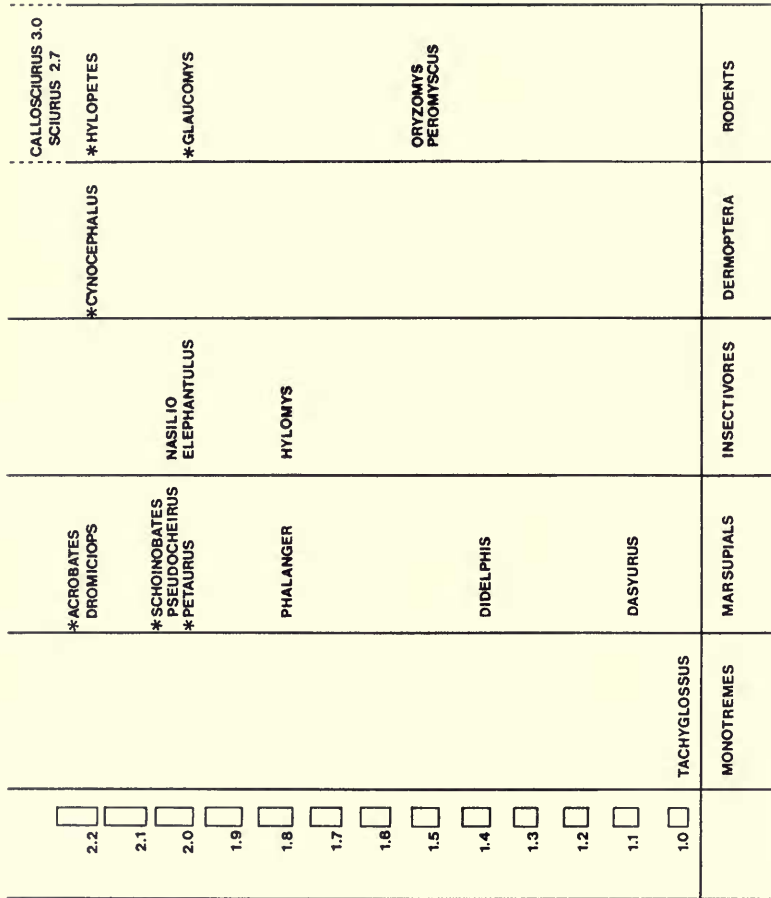 CALLOSCIURUS 3.0
SCIURUS 2.7
*HYLOPETES
*GLAUCOMYS
ORYZOMYS
PEROMYSCUS
RODENTS
*CYNOCEPHALUS
DERMOPTERA
NASILIO
ELEPHANTULUS
HYLOMYS
INSECTIVORES
*ACROBATES
DROMICIOPS
*SCHOINOBATES
PSEUDOCHEIRUS
*PETAURUS
PHALANGER
DIDELPHIS
DASYURUS
MARSUPIALS
TACHYGLOSSUS
MONOTREMES
2.2
2.1
2.0
1.9
1.8
1.7
1.6
1.5
1.4
1.3
1.2
1.1
1.0